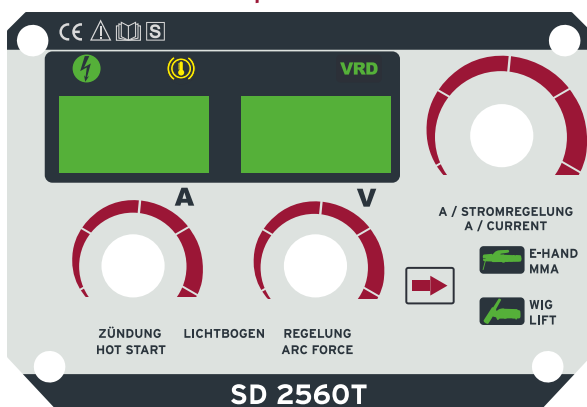 CE S
VRD
A V
A / STROMREGELUNG
A / CURRENT
E-HAND
MMA
WIG
LIFT
ZÜNDUNG LICHTBOGEN REGELUNG
HOT START ARC FORCE
SD 2560T